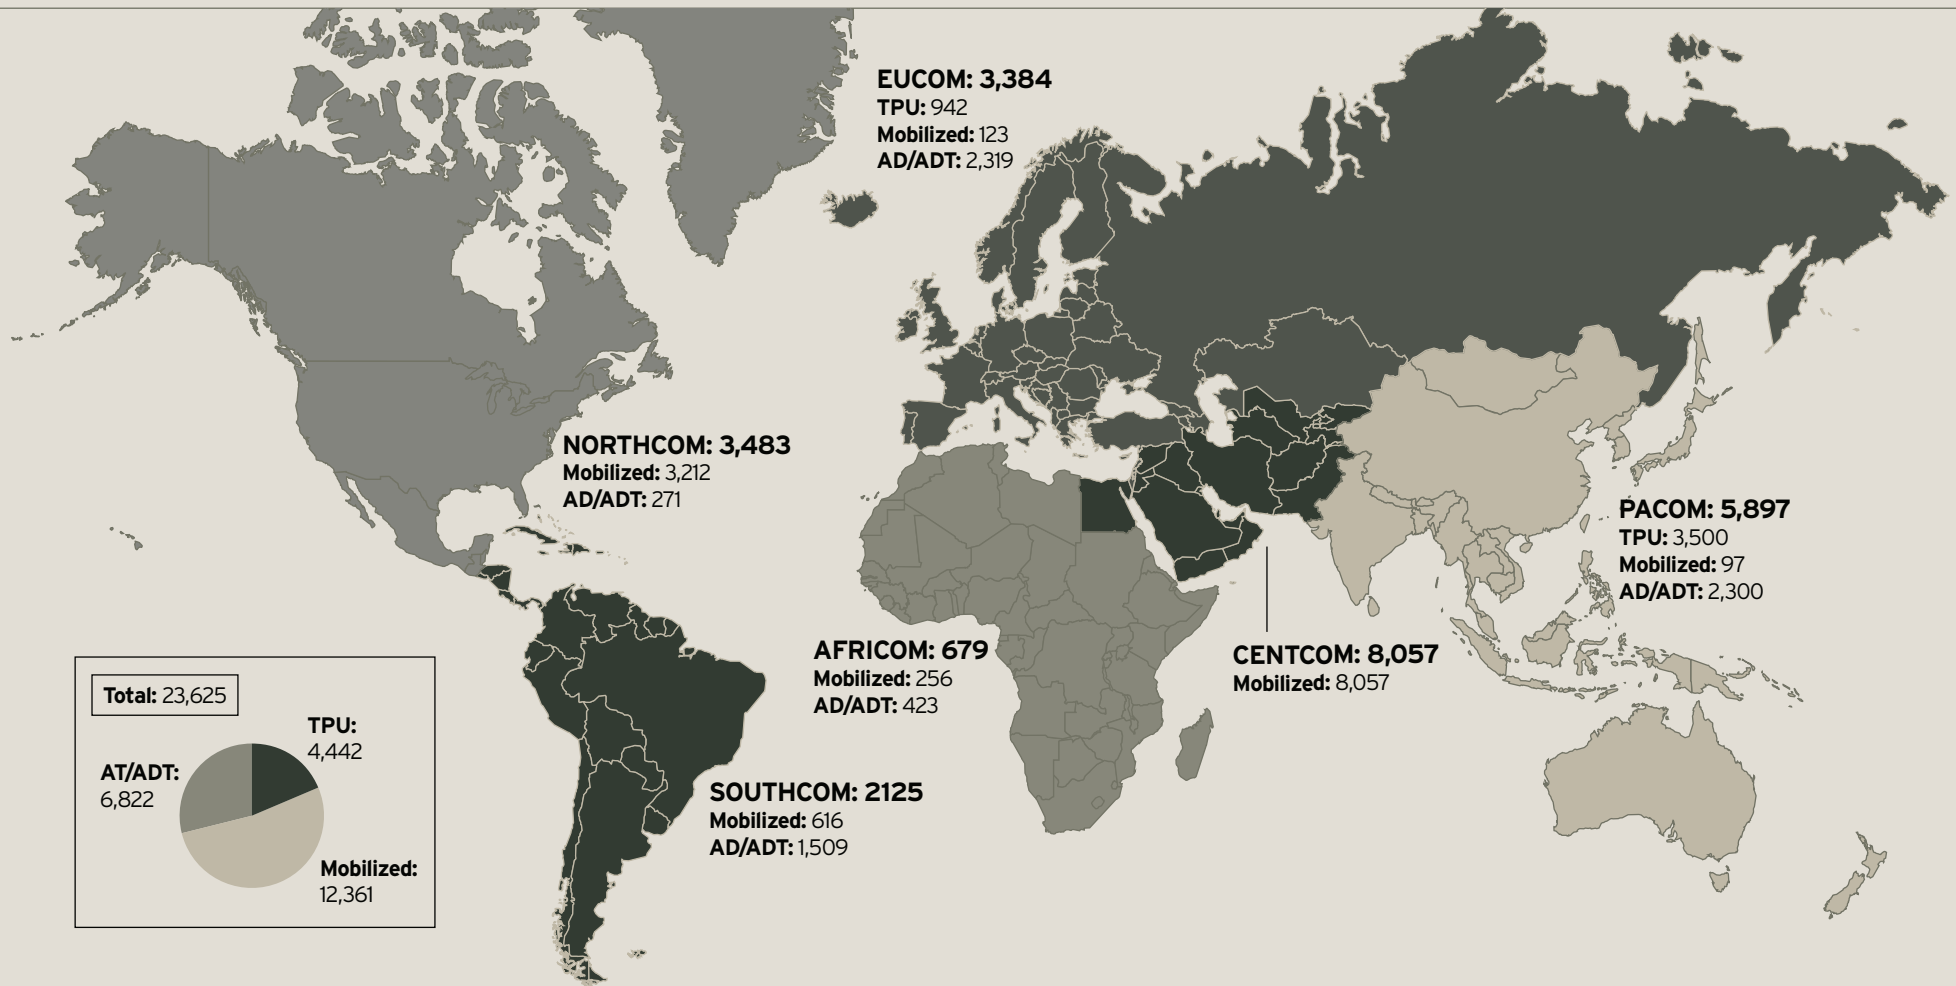 EUCOM: 3,384
TPU: 942
Mobilized: 123
AD/ADT: 2,319
NORTHCOM: 3,483
Mobilized: 3,212
AD/ADT: 271
PACOM: 5,897
TPU: 3,500
Mobilized: 97
AD/ADT: 2,300
AFRICOM: 679
Mobilized: 256
AD/ADT: 423
CENTCOM: 8,057
Mobilized: 8,057
SOUTHCOM: 2125
Mobilized: 616
AD/ADT: 1,509
Total: 23,625
TPU:
4,442
AT/ADT:
6,822
Mobilized:
12,361